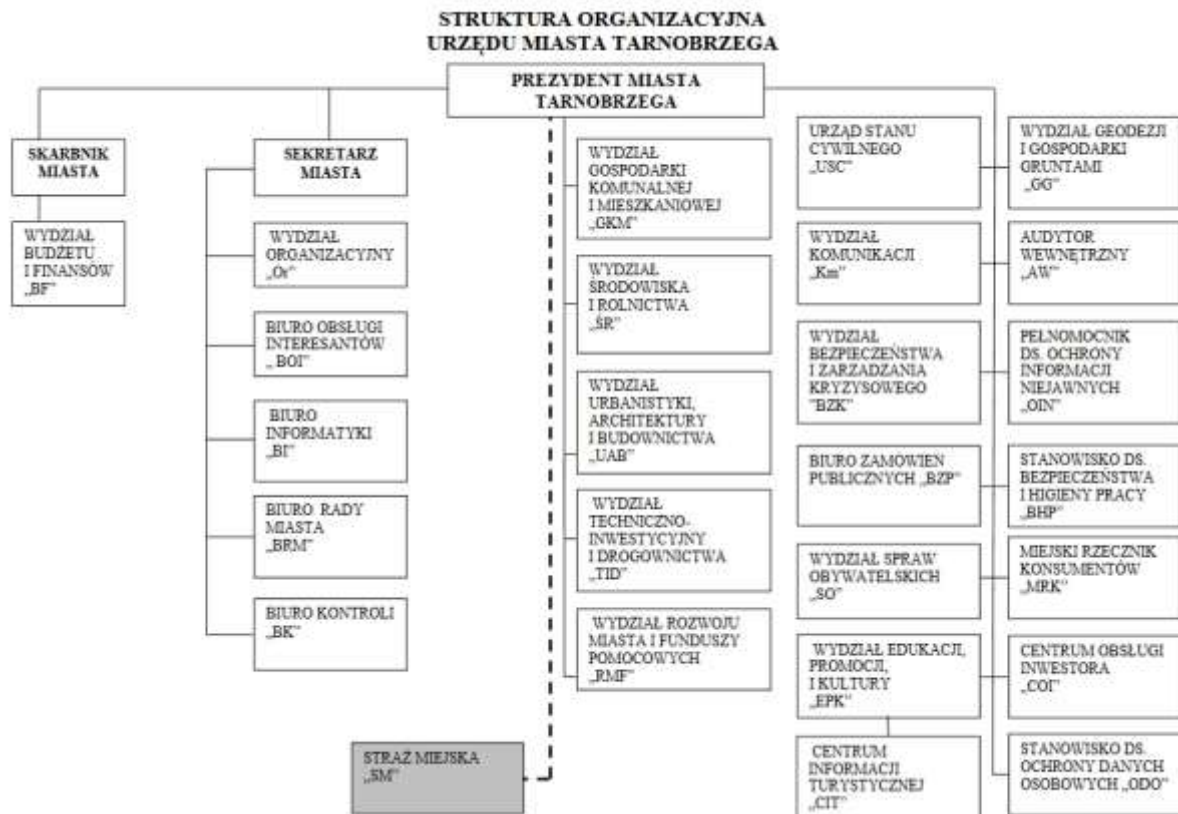 STRUKTURA ORGANIZACYJNA
URZĘDU MIASTA TARNOBRZEGA
PREZYDENT MIASTA
TARNOBRZEGA
SKARBNIK
MIASTA
WYDZIAŁ
BUDŻETU
I FINANSÓW
„BF”
SEKRETARZ
MIASTA
WYDZIAŁ
ORGANIZACYJNY
„Or”
BIURO OBSŁUGI
INTERESANTÓW
„ BOI”
BIURO
INFORMATYKI
„BI”
BIURO RADY
MIASTA
„BRM”
BIURO KONTROLI
„BK”
STRAŻ MIEJSKA
„SM”
WYDZIAŁ
GOSPODARKI
KOMUNALNEJ
I MIESZKANIOWEJ
„GKM”
WYDZIAŁ
ŚRODOWISKA
I ROLNICTWA
„ŚR”
WYDZIAŁ
URBANISTYKI,
ARCHITEKTURY
I BUDOWNICTWA
„UAB”
WYDZIAŁ
TECHNICZNO-
INWESTYCYJNY
I DROGOWNICTWA
„TID”
WYDZIAŁ ROZWOJU
MIASTA I FUNDUSZY
POMOCOWYCH
„RMF”
URZĄD STANU
CYWILNEGO
„USC”
WYDZIAŁ
KOMUNIKACJI
„Km”
WYDZIAŁ
BEZPIECZEŃSTWA
I ZARZADZANIA
KRYZYSOWEGO
"BZK”
BIURO ZAMÓWIEŃ
PUBLICZNYCH „BZP”
WYDZIAŁ SPRAW
OBYWATELSKICH
„SO”
WYDZIAŁ EDUKACJI,
PROMOCJI,
I KULTURY
„EPK”
CENTRUM
INFORMACJI
TURYSTYCZNEJ
„CIT”
WYDZIAŁ GEODEZJI
I GOSPODARKI
GRUNTAMI
„GG”
AUDYTOR
WEWNĘTRZNY
„AW”
PEŁNOMOCNIK
DS. OCHRONY
INFORMACJI
NIEJAWNYCH
„OIN”
STANOWISKO DS.
BEZPIECZEŃSTWA
I HIGIENY PRACY
„BHP”
MIEJSKI RZECZNIK
KONSUMENTÓW
„MRK”
CENTRUM OBSŁUGI
INWESTORA
„COI”
STANOWISKO DS.
OCHRONY DANYCH
OSOBOWYCH „ODO”